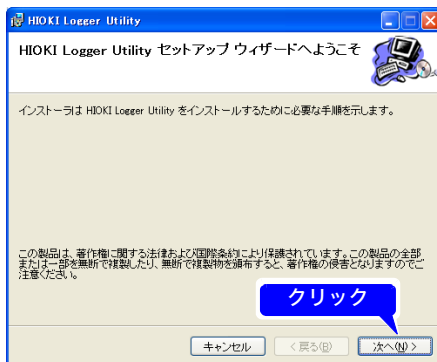 HIOKI Logger Utility
HIOKI Logger Utility セットアップ ウィザードへようこそ
インストーラは HIOKI Logger Utility をインストールするために必要な手順を示します。
この製品は、著作権に関する法律および国際条約により保護されています。この製品の全部
または一部を無断で複製したり、無断で複製物を頒布すると、著作権の侵害となりますのでご
注意ください。
クリック
キャンセル
< 戻る(B)
次へ(N) >